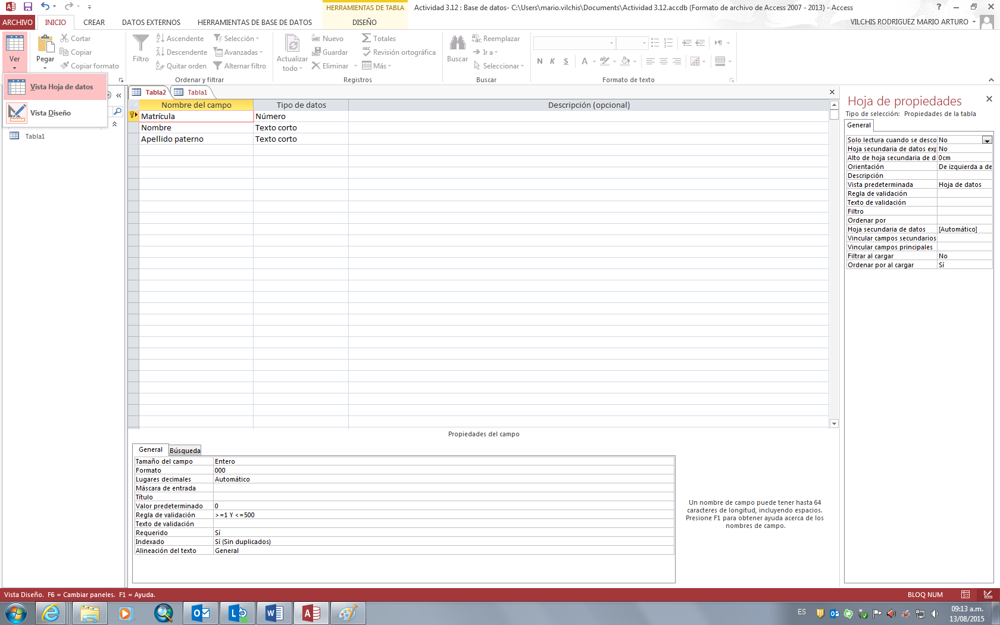 HERRAMIENTAS DE TABLA
Actividad 3.12 : Base de datos- C:\Users\mario.vilchis\Documents\Actividad 3.12.accdb (Formato de archivo de Access 2007 - 2013) - Access
ARCHIVO INICIO CREAR DATOS EXTERNOS HERRAMIENTAS DE BASE DE DATOS DISEÑO
VILCHIS RODRIGUEZ MARIO ARTURO
Ver
Pegar
Cortar
Copiar
Copiar formato
Filtro
Ascendente
Descendente
Quitar orden
Selección
Avanzadas
Alternar filtro
Ordenar y filtrar
Actualizar
todo
Nuevo
Guardar
Eliminar
Totales
Revisión ortográfica
Más
Registros
Buscar
Reemplazar
Ir a
Seleccionar
Buscar
N K S A
Formato de texto
Vista Hoja de datos
Vista Diseño
Tabla1
Tabla2 Tabla1
Nombre del campo Tipo de datos Descripción (opcional)
Matrícula Número
Nombre Texto corto
Apellido paterno Texto corto
Propiedades del campo
General Búsqueda
Tamaño del campo Entero
Formato 000
Lugares decimales Automático
Máscara de entrada
Título
Valor predeterminado 0
Regla de validación >=1 Y <=500
Texto de validación
Requerido Sí
Indexado Sí (Sin duplicados)
Alineación del texto General
Un nombre de campo puede tener hasta 64
caracteres de longitud, incluyendo espacios.
Presione F1 para obtener ayuda acerca de los
nombres de campo.
Hoja de propiedades
Tipo de selección: Propiedades de la tabla
General
Solo lectura cuando se desco No
Hoja secundaria de datos exp No
Alto de hoja secundaria de d 0cm
Orientación De izquierda a de
Descripción
Vista predeterminada Hoja de datos
Regla de validación
Texto de validación
Filtro
Ordenar por
Hoja secundaria de datos [Automático]
Vincular campos secundarios
Vincular campos principales
Filtrar al cargar No
Ordenar por al cargar Sí
Vista Diseño. F6 = Cambiar paneles. F1 = Ayuda.
BLOQ NUM
ES
09:13 a.m.
13/08/2015